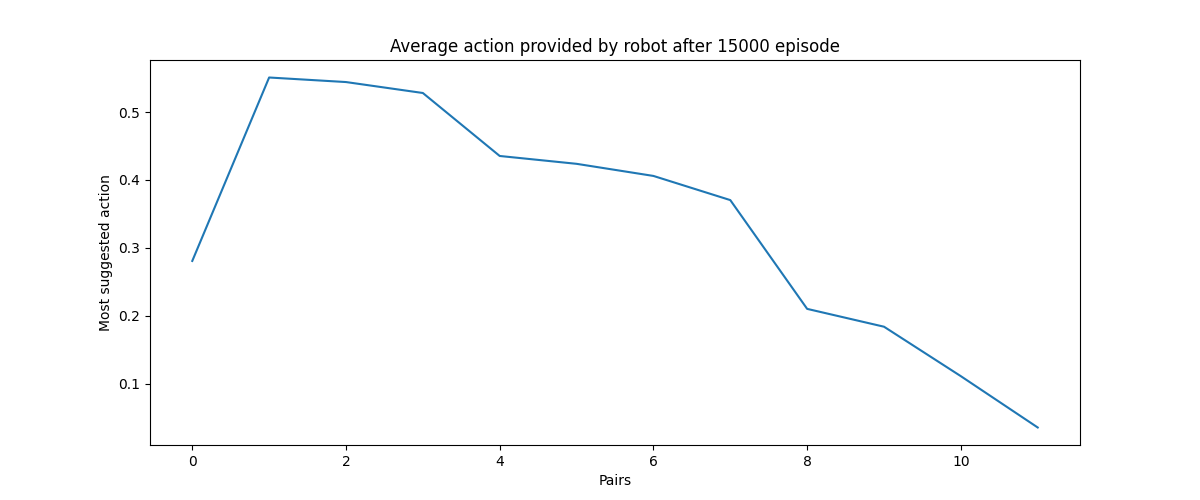 Average action provided by robot after 15000 episode
Most suggested action
0.5
0.4
0.3
0.2
0.1
0 2 4 6 8 10
Pairs